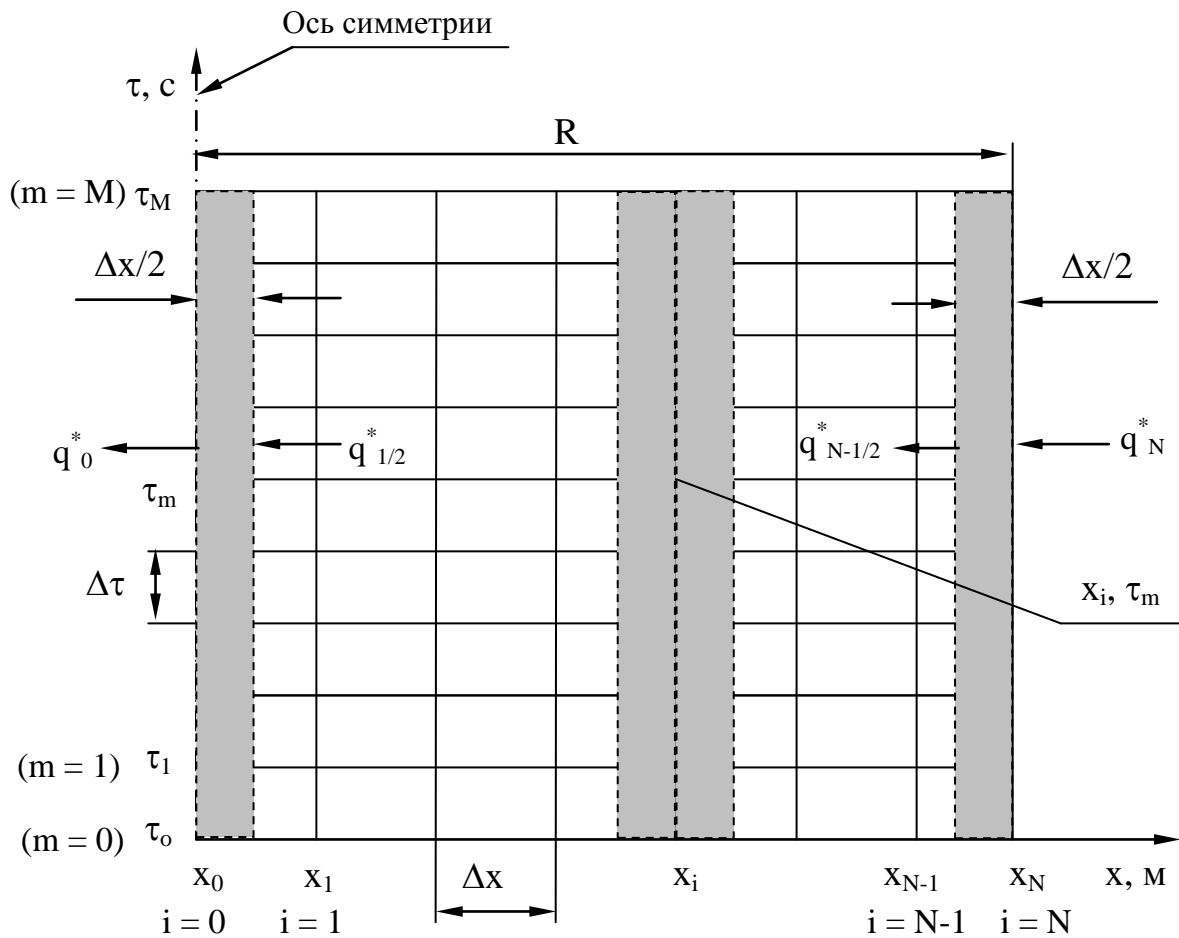 Ось симметрии
τ, с
R
(m = M) τ_M
Δx/2
Δx/2
q*_0
q*_1/2
q*_N-1/2
q*_N
τ_m
Δτ
x_i, τ_m
(m = 1) τ_1
(m = 0) τ_o
x_0 x_1 Δx x_i x_N-1 x_N x, м
i = 0 i = 1 i = N-1 i = N